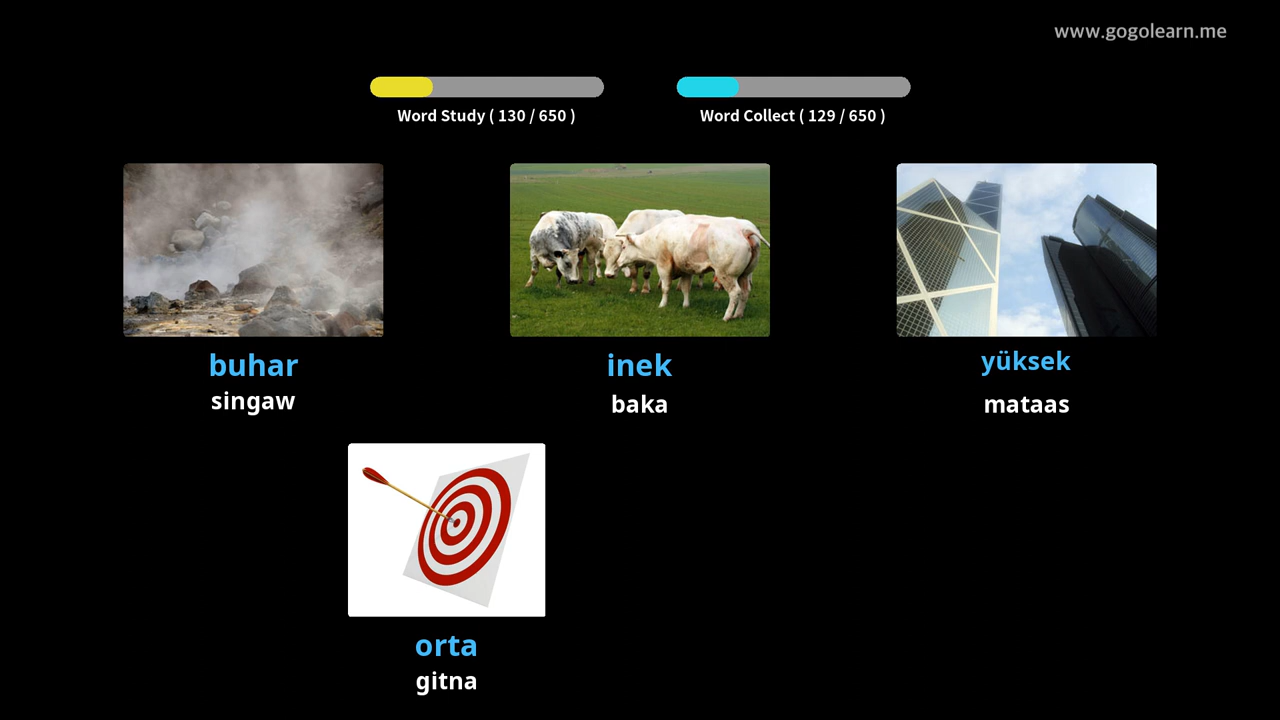 www.gogolearn.me
Word Study ( 130 / 650 )
Word Collect ( 129 / 650 )
buhar
singaw
inek
baka
yüksek
mataas
orta
gitna